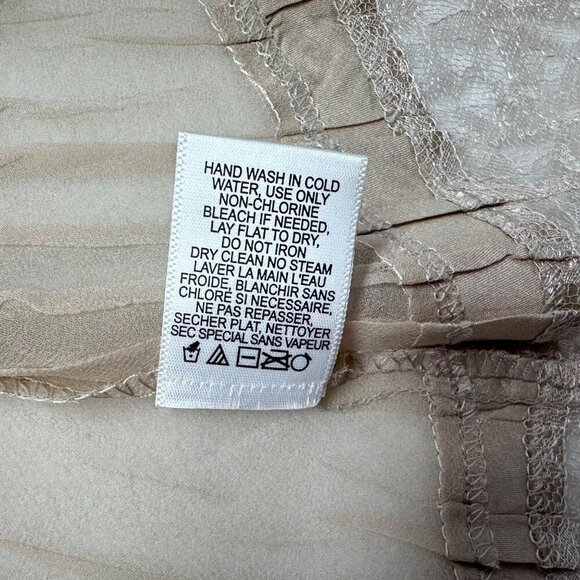 HAND WASH IN COLD
WATER, USE ONLY
NON-CHLORINE
BLEACH IF NEEDED,
LAY FLAT TO DRY,
DO NOT IRON
DRY CLEAN NO STEAM
LAVER LA MAIN L'EAU
FROIDE, BLANCHIR SANS
CHLORÉ SI NECESSAIRE,
NE PAS REPASSER,
SECHER PLAT, NETTOYER
SEC SPECIAL SANS VAPEUR